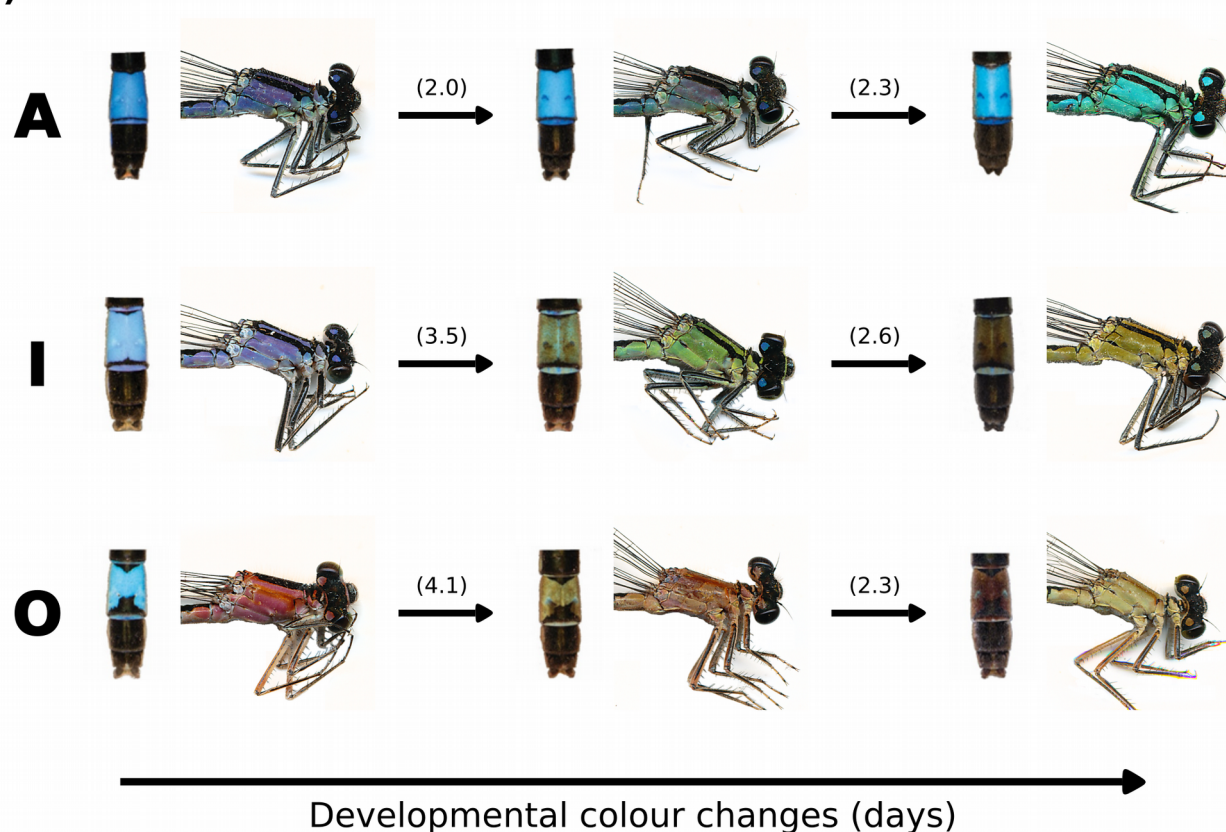 A
(2.0)
(2.3)
I
(3.5)
(2.6)
O
(4.1)
(2.3)
Developmental colour changes (days)